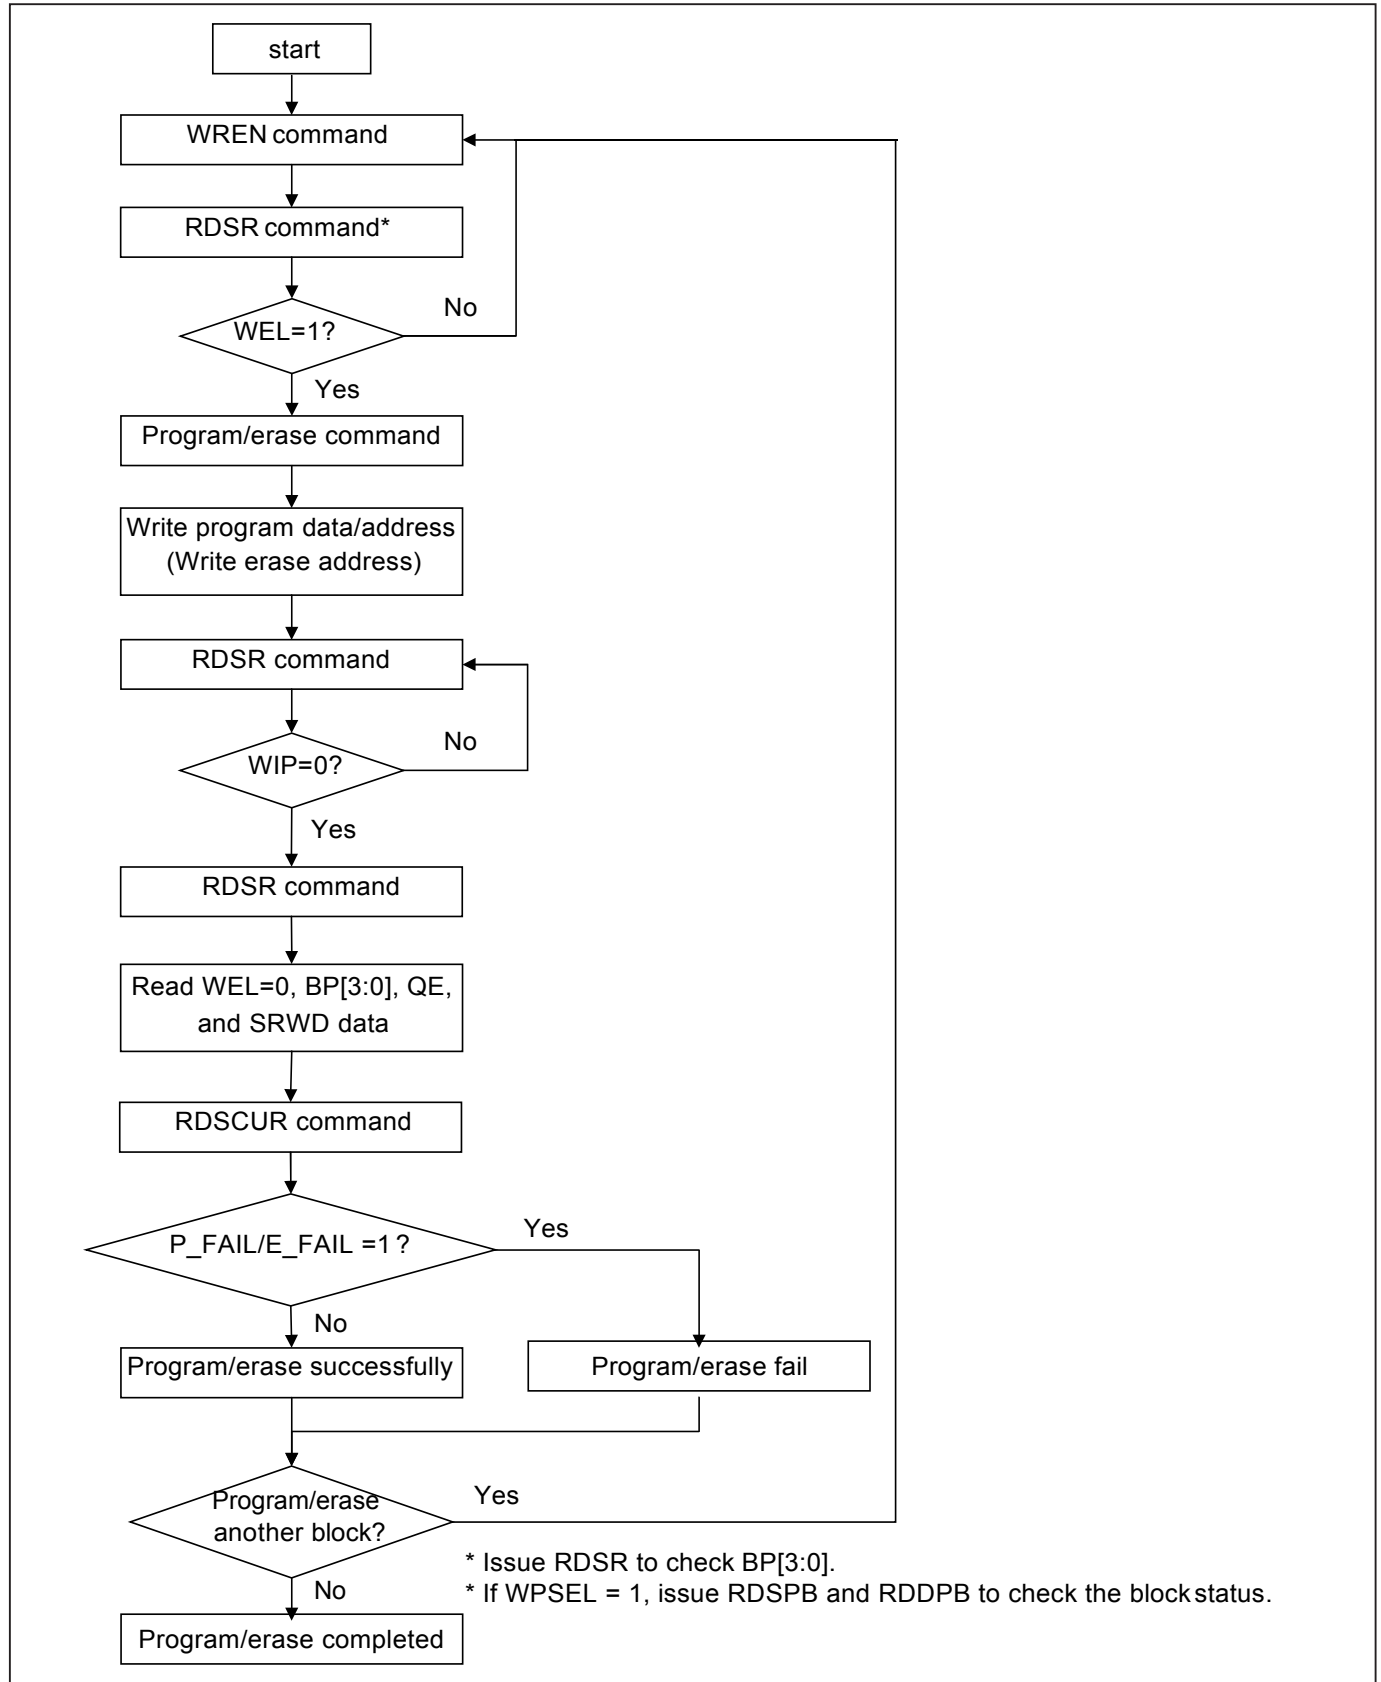 start
WREN command
RDSR command*
No
WEL=1?
Yes
Program/erase command
Write program data/address
(Write erase address)
RDSR command
No
WIP=0?
Yes
RDSR command
Read WEL=0, BP[3:0], QE,
and SRWD data
RDSCUR command
Yes
P_FAIL/E_FAIL =1 ?
No
Program/erase successfully
Program/erase fail
Program/erase
another block?
Yes
* Issue RDSR to check BP[3:0].
* If WPSEL = 1, issue RDSPB and RDDPB to check the block status.
No
Program/erase completed